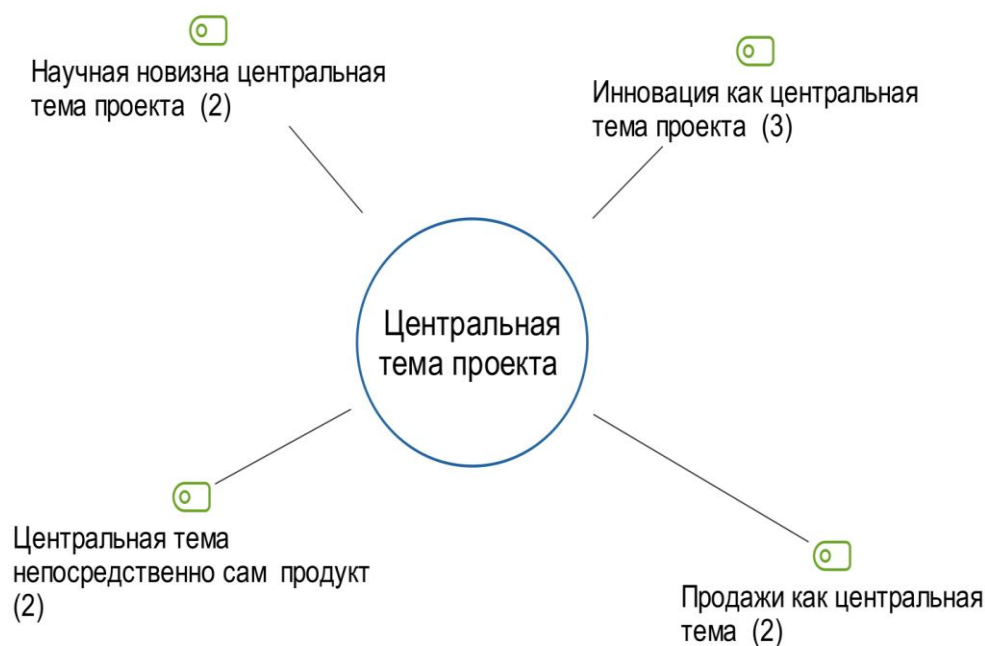 Научная новизна центральная
тема проекта (2)
Инновация как центральная
тема проекта (3)
Центральная
тема проекта
Центральная тема
непосредственно сам продукт
(2)
Продажи как центральная
тема (2)